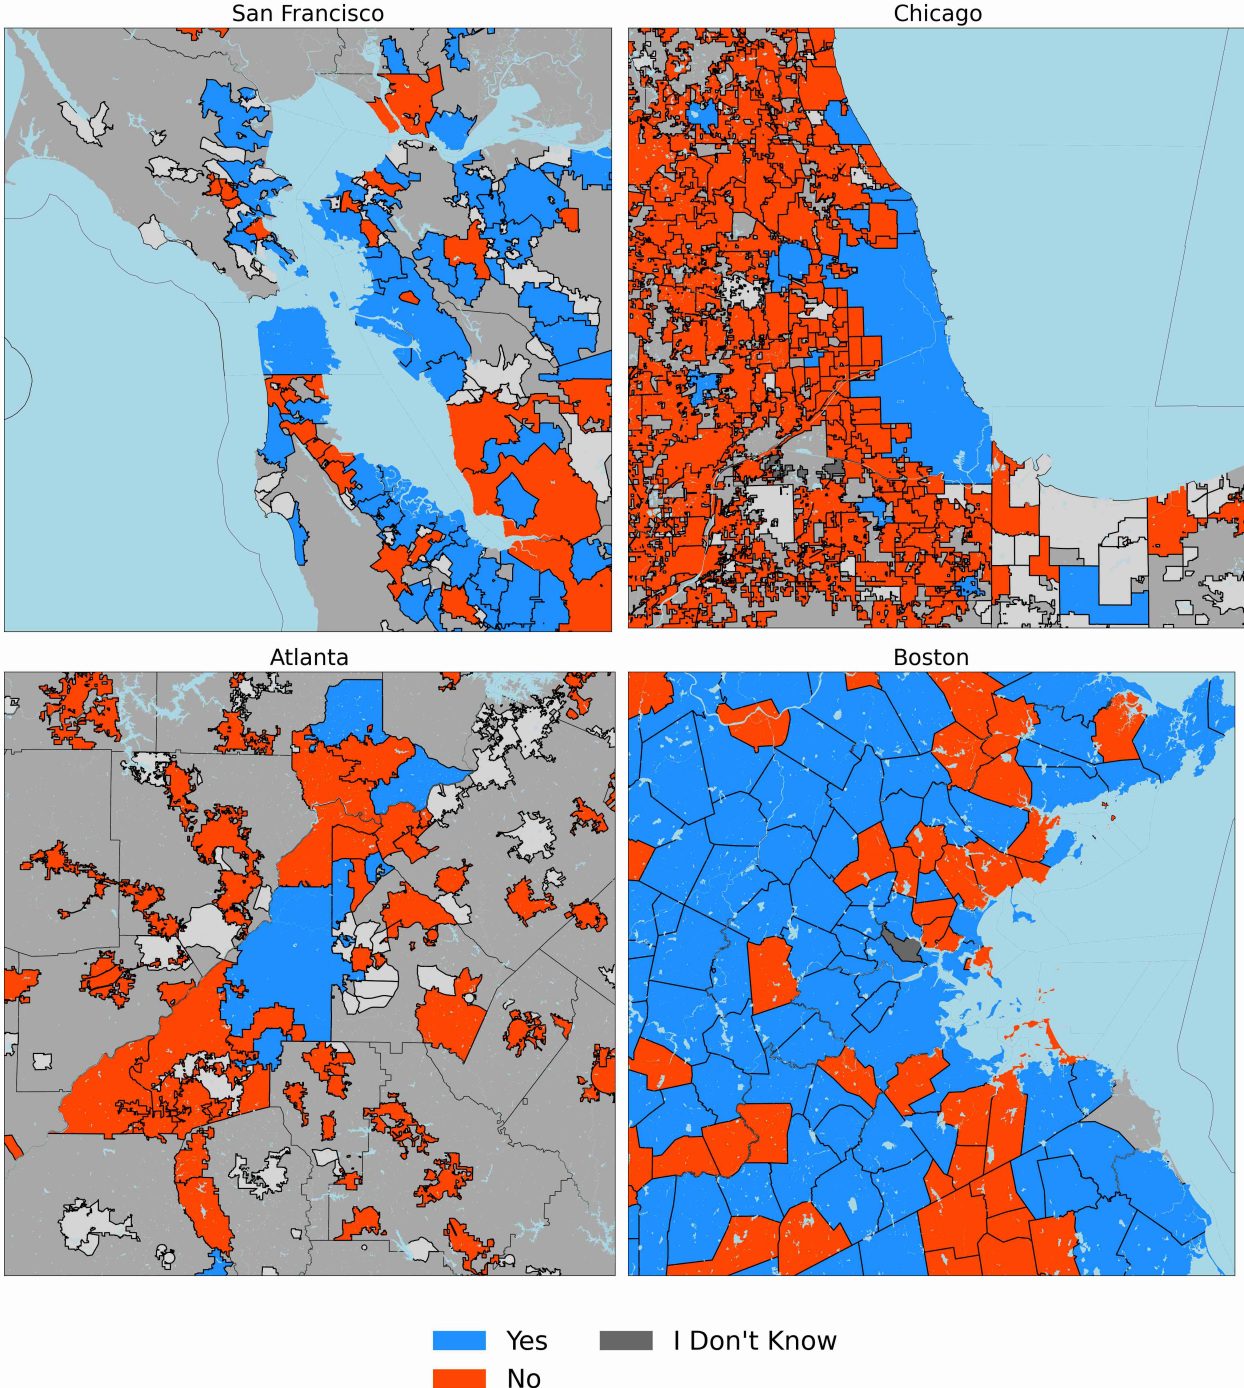 San Francisco
Chicago
Atlanta
Boston
Yes
I Don't Know
No